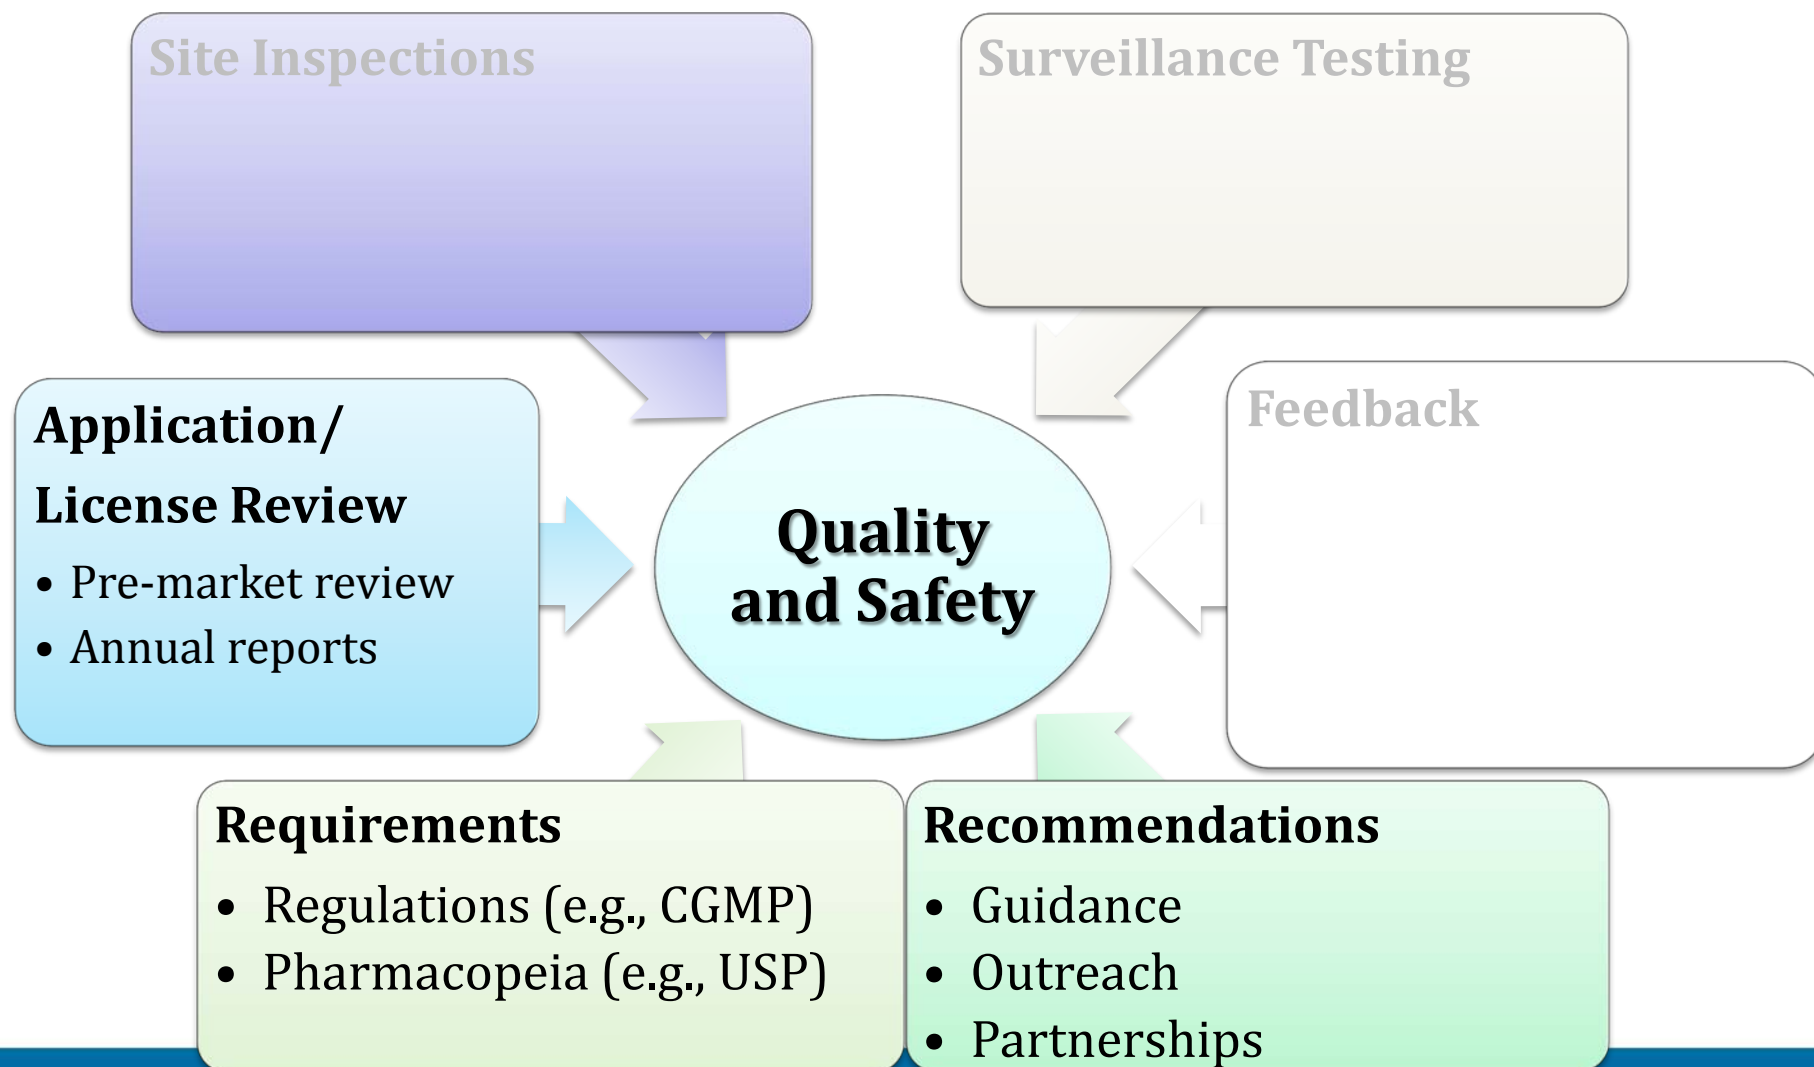 Site Inspections
Surveillance Testing
Application/
License Review
• Pre-market review
• Annual reports
Quality
and Safety
Feedback
Requirements
• Regulations (e.g., CGMP)
• Pharmacopeia (e.g., USP)
Recommendations
• Guidance
• Outreach
• Partnerships